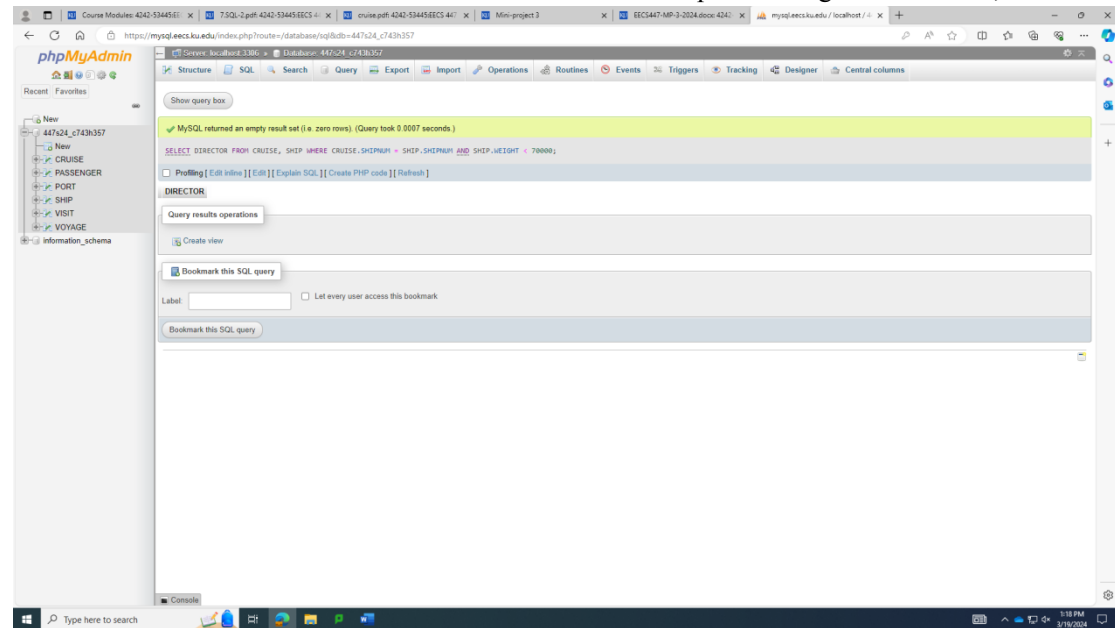 Course Modules: 4242-53445:EE
7.SQL-2.pdf: 4242-53445:EECS 4
cruise.pdf: 4242-53445:EECS 447
Mini-project 3
EECS447-MP-3-2024.docx: 4242
mysql.eecs.ku.edu / localhost / 4
https://mysql.eecs.ku.edu/index.php?route=/database/sql&db=447s24_c743h357
phpMyAdmin
Server: localhost:3306 » Database: 447s24_c743h357
Structure SQL Search Query Export Import Operations Routines Events Triggers Tracking Designer Central columns
Recent Favorites
New
447s24_c743h357
New
CRUISE
PASSENGER
PORT
SHIP
VISIT
VOYAGE
information_schema
Show query box
MySQL returned an empty result set (i.e. zero rows). (Query took 0.0007 seconds.)
SELECT DIRECTOR FROM CRUISE, SHIP WHERE CRUISE.SHIPNUM = SHIP.SHIPNUM AND SHIP.WEIGHT < 70000;
Profiling [ Edit inline ] [ Edit ] [ Explain SQL ] [ Create PHP code ] [ Refresh ]
DIRECTOR
Query results operations
Create view
Bookmark this SQL query
Label:
Let every user access this bookmark
Bookmark this SQL query
Console
Type here to search
1:18 PM
3/19/2024